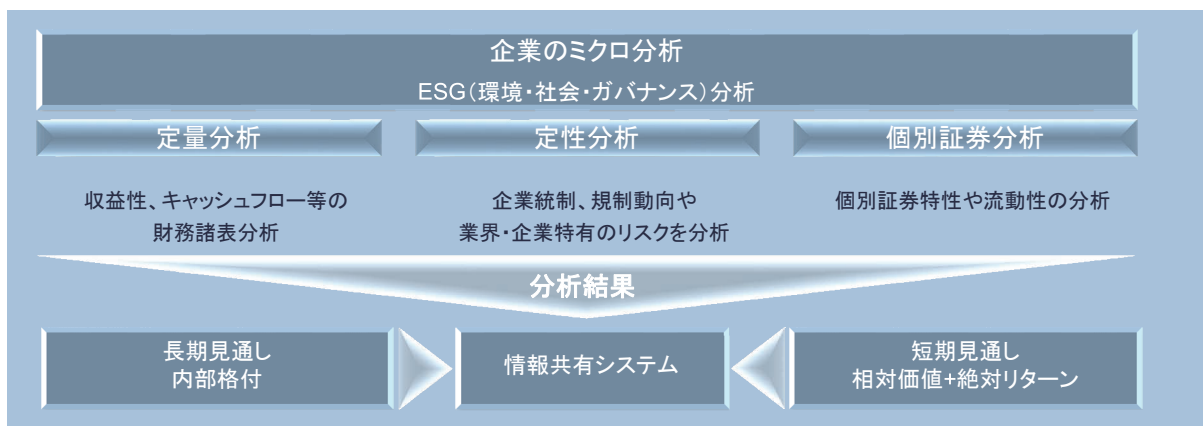 企業のミクロ分析
ESG(環境・社会・ガバナンス)分析
定量分析
定性分析
個別証券分析
収益性、キャッシュフロー等の
財務諸表分析
企業統制、規制動向や
業界・企業特有のリスクを分析
個別証券特性や流動性の分析
分析結果
長期見通し
内部格付
情報共有システム
短期見通し
相対価値+絶対リターン